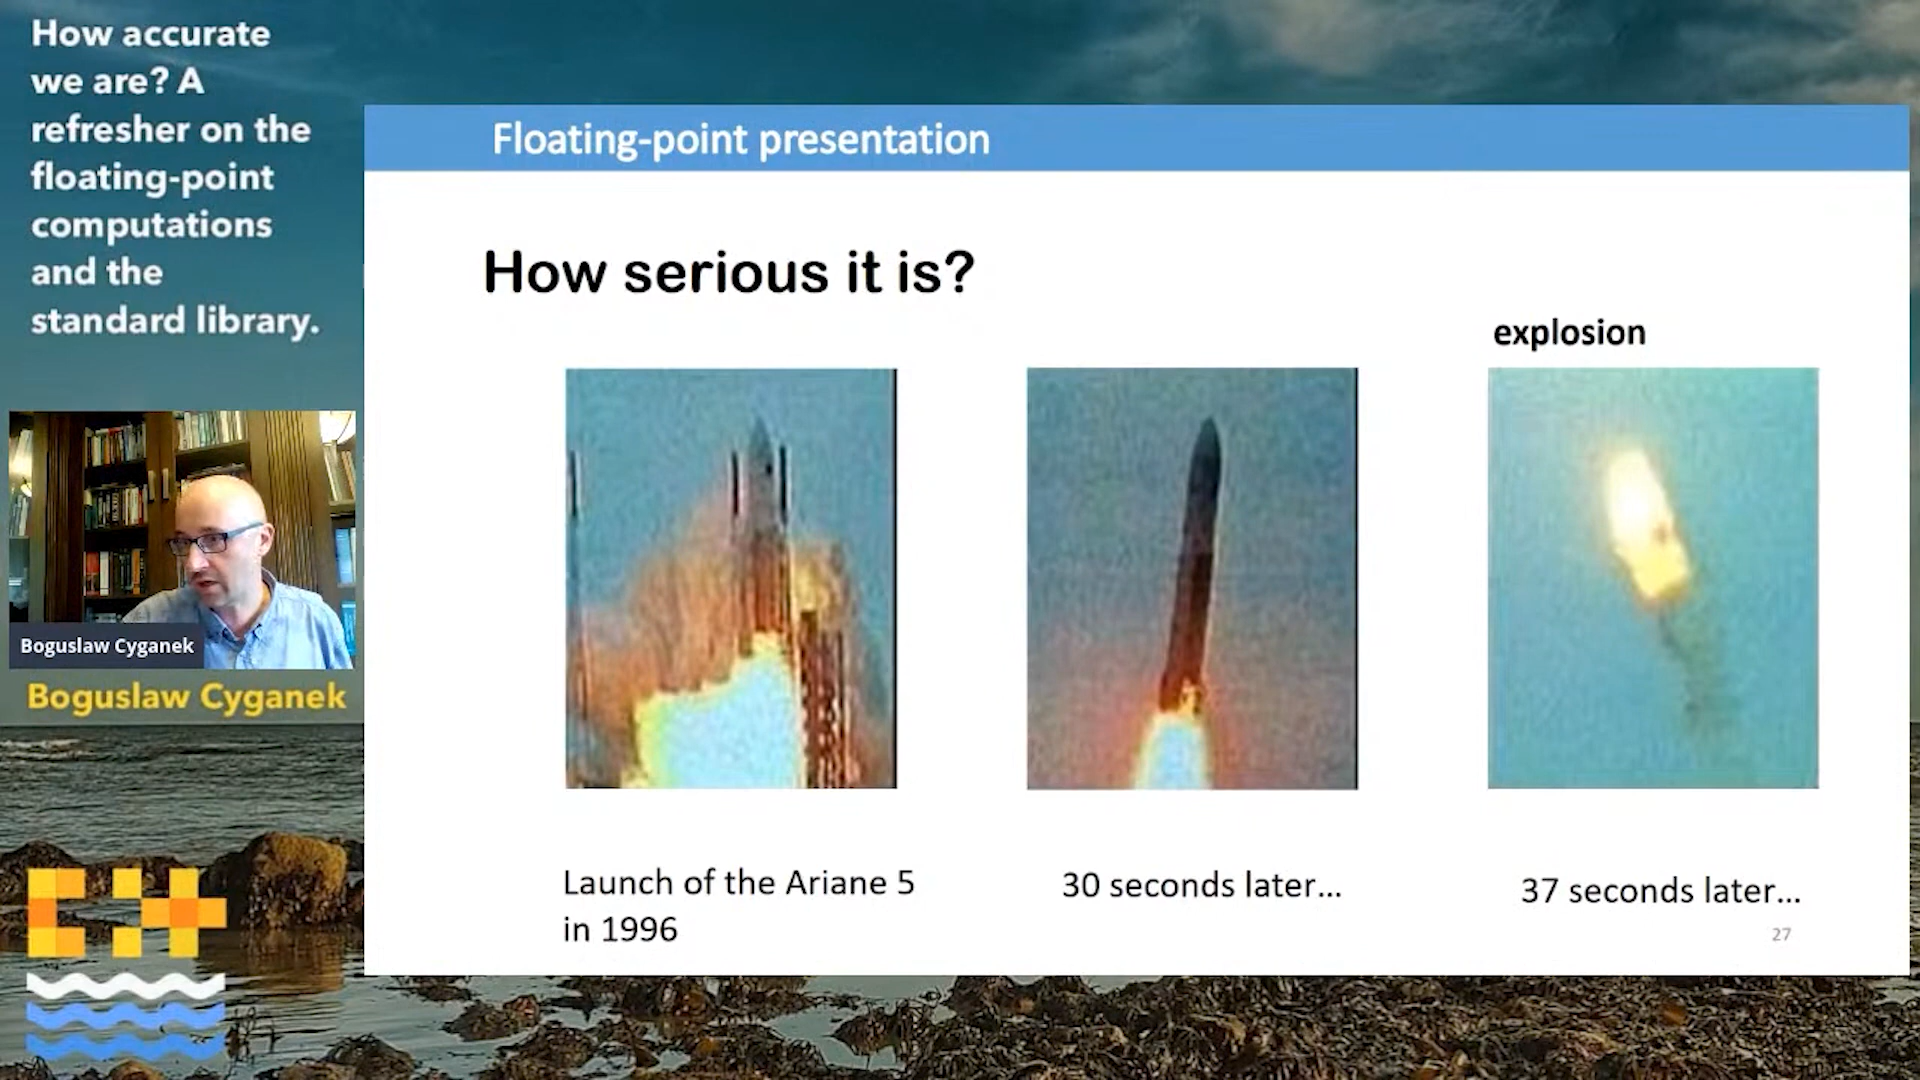 How accurate
we are? A
refresher on the
floating-point
computations
and the
standard library.
Boguslaw Cyganek
Boguslaw Cyganek
Floating-point presentation
How serious it is?
explosion
Launch of the Ariane 5
in 1996
30 seconds later...
37 seconds later...
27